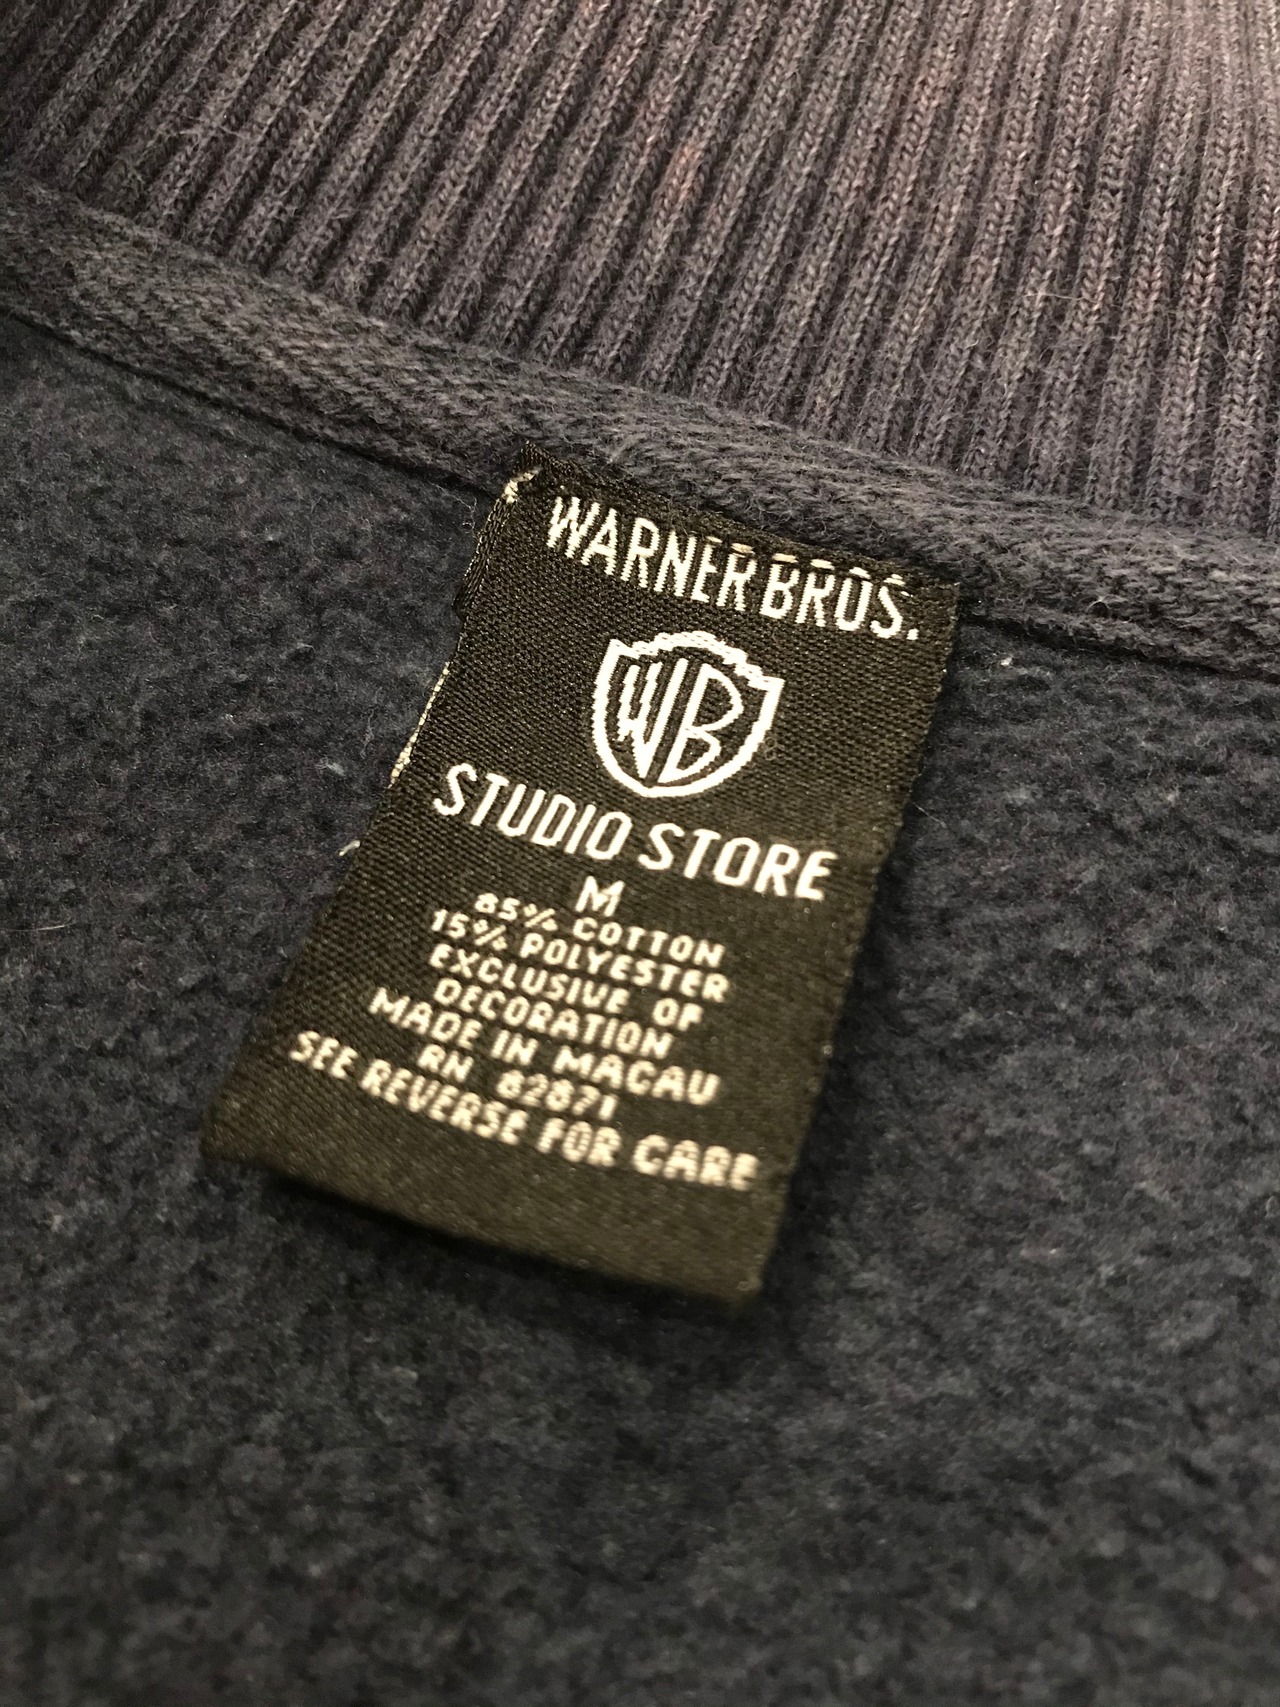 WARNER BROS.
WB
STUDIO STORE
M
85% COTTON
15% POLYESTER
EXCLUSIVE OF
DECORATION
MADE IN MACAU
RN 82871
SEE REVERSE FOR CARE